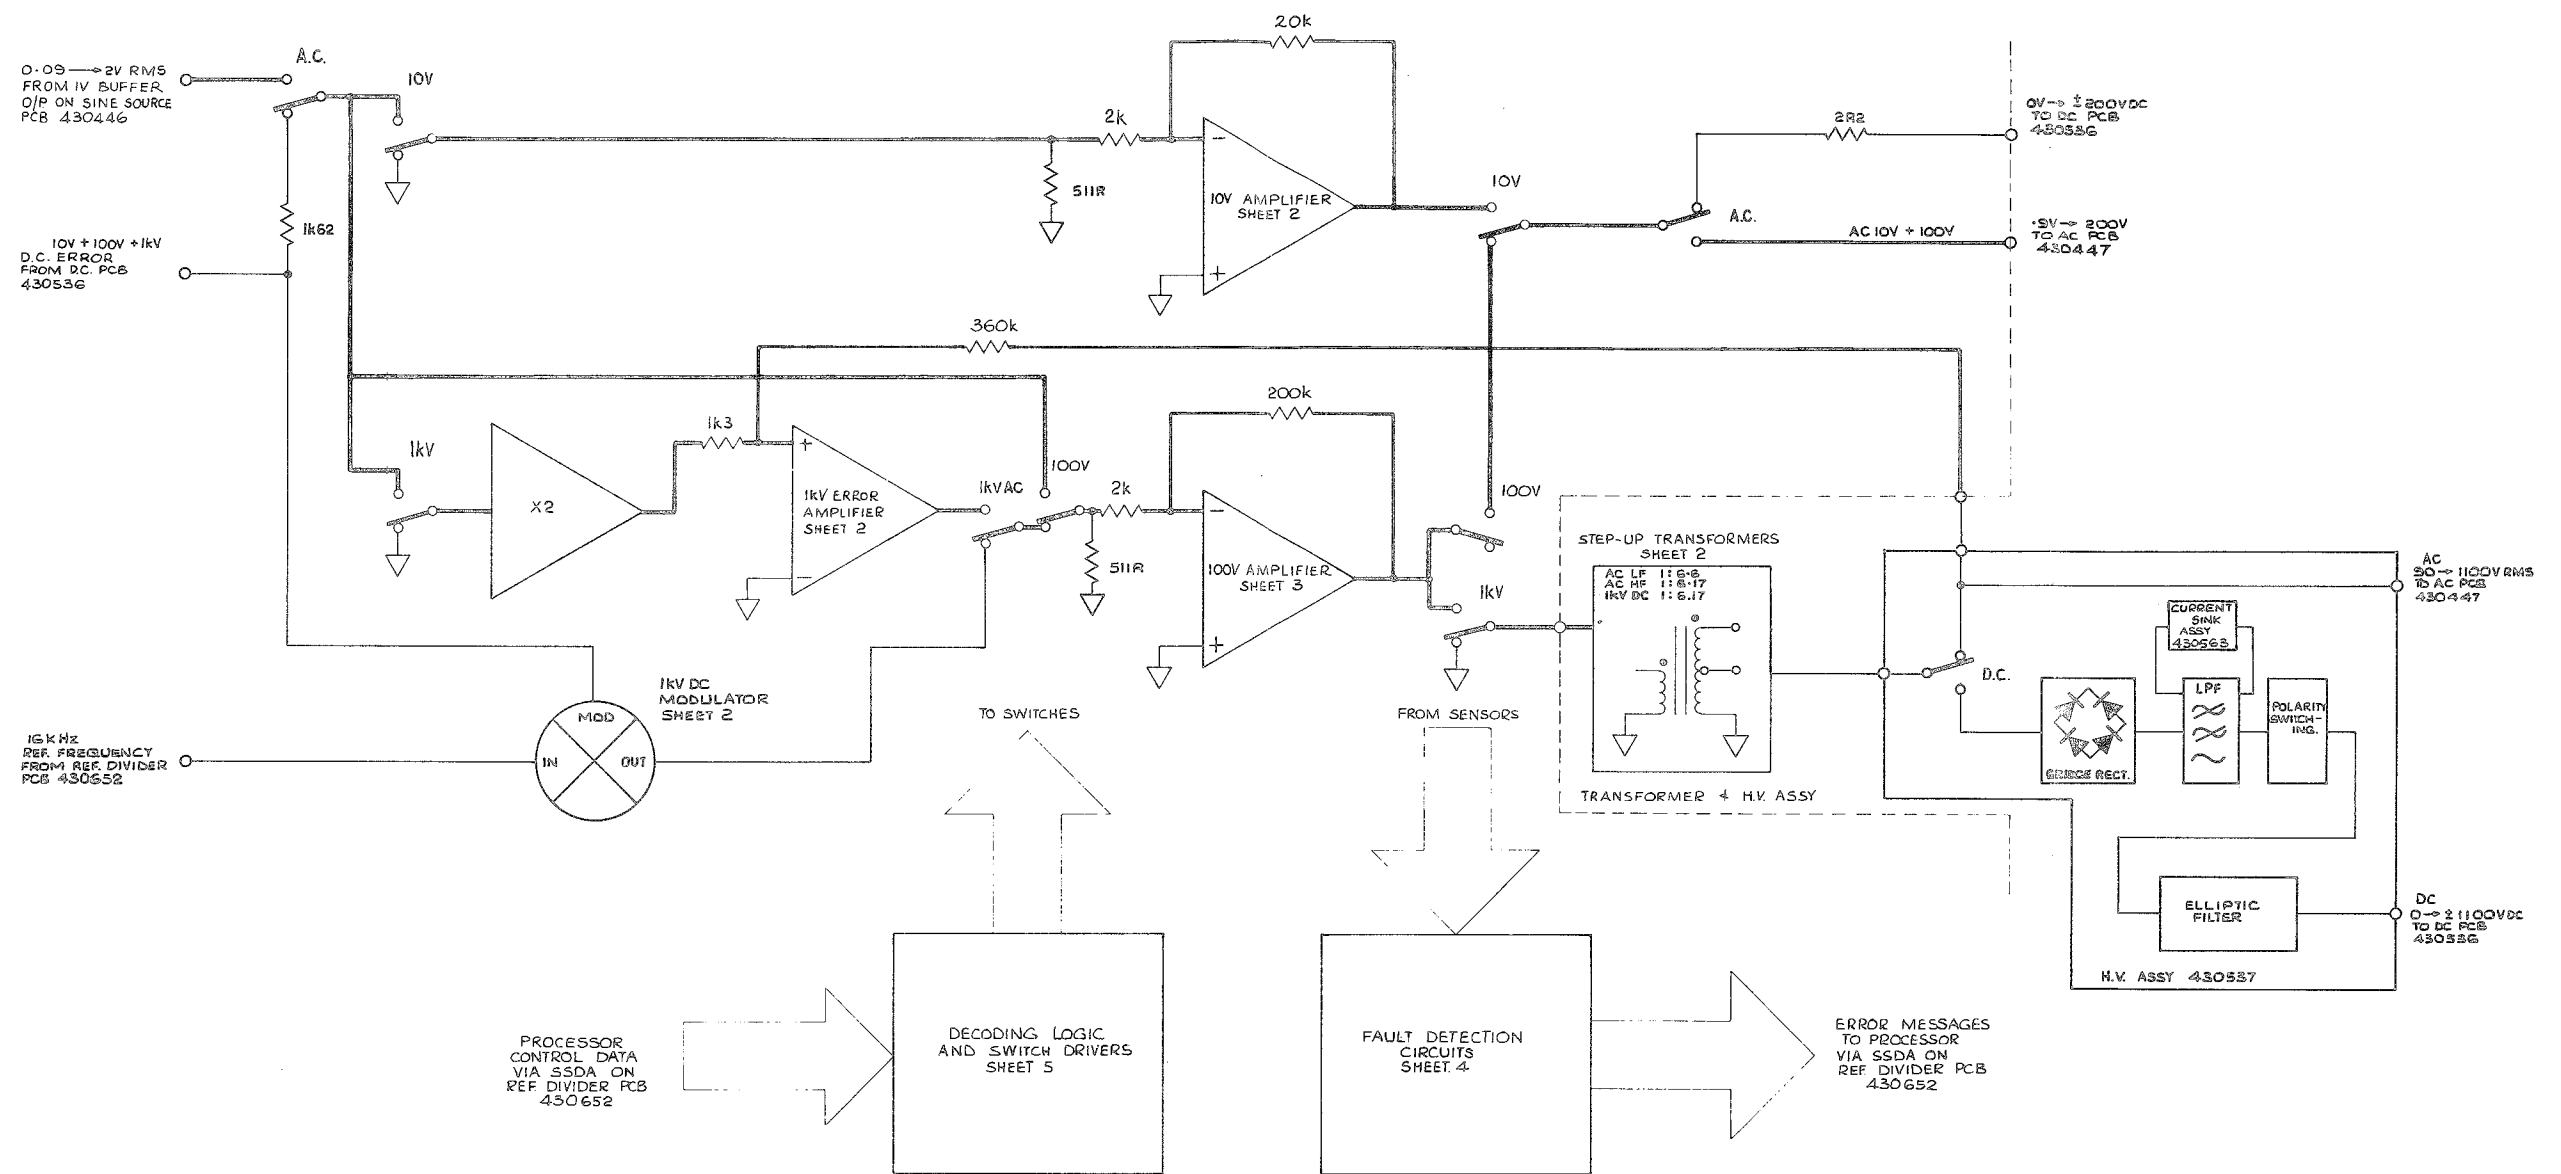 20k
A.C.
0.09→2V RMS
FROM 1V BUFFER
O/P ON SINE SOURCE
PCB 430446
10V
2k
511R
−
10V AMPLIFIER
SHEET 2
+
10V
2R2
0V→ ±200VDC
TO DC PCB
430536
A.C.
AC 10V + 100V
.9V→ 200V
TO AC PCB
430447
1k62
10V + 100V + 1kV
D.C. ERROR
FROM D.C. PCB
430536
360k
200k
1kV
X2
1k3
+
1kV ERROR
AMPLIFIER
SHEET 2
−
1kV AC
100V
2k
511R
−
100V AMPLIFIER
SHEET 3
+
100V
1kV
STEP-UP TRANSFORMERS
SHEET 2
AC LF 1:6.6
AC HF 1:6.17
1kV DC 1:6.17
AC
90→1100V RMS
TO AC PCB
430447
CURRENT
SINK
ASSY
430563
D.C.
LPF
POLARITY
SWITCH-
ING.
BRIDGE RECT.
1kV DC
MODULATOR
SHEET 2
MOD
IN
OUT
16KHz
REF. FREQUENCY
FROM REF. DIVIDER
PCB 430652
TO SWITCHES
FROM SENSORS
TRANSFORMER & H.V. ASSY
ELLIPTIC
FILTER
DC
0→±1100VDC
TO DC PCB
430536
H.V. ASSY 430537
PROCESSOR
CONTROL DATA
VIA SSDA ON
REF. DIVIDER PCB
430652
DECODING LOGIC
AND SWITCH DRIVERS
SHEET 5
FAULT DETECTION
CIRCUITS
SHEET. 4
ERROR MESSAGES
TO PROCESSOR
VIA SSDA ON
REF. DIVIDER PCB
430652